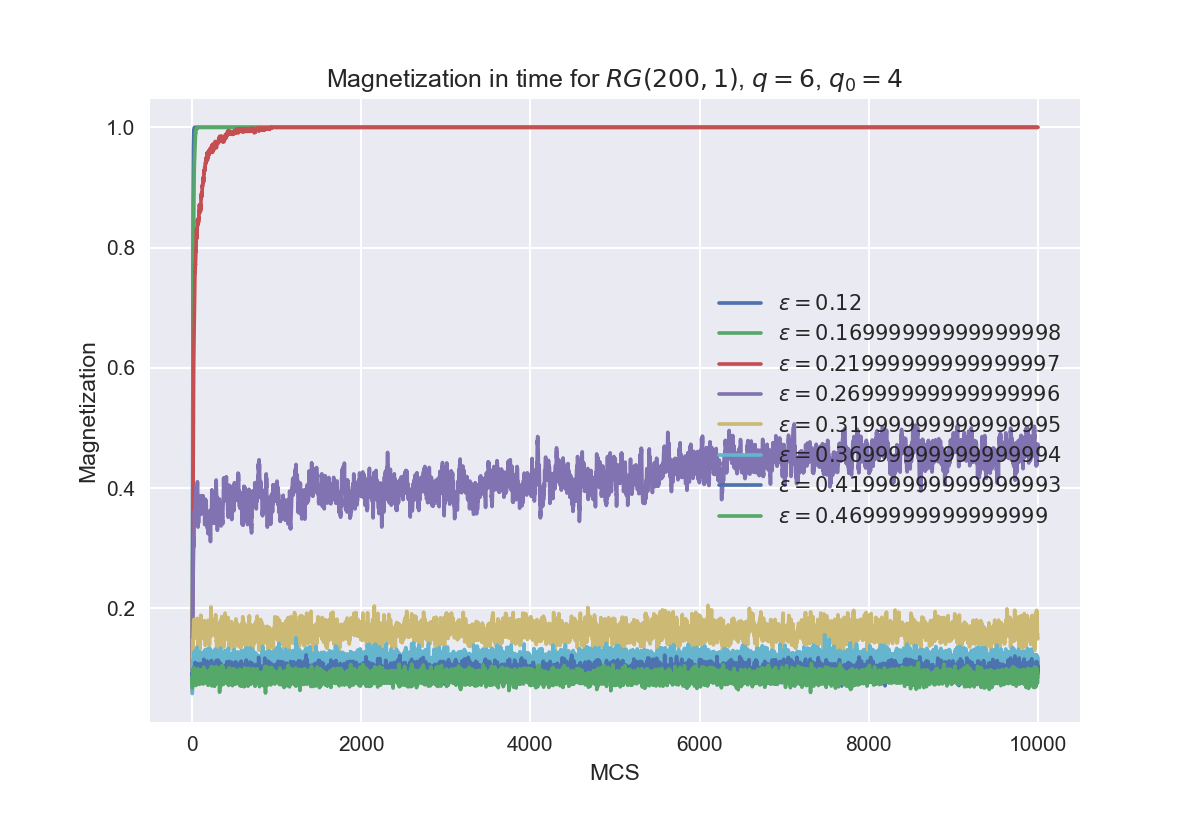 Magnetization in time for RG(200, 1), q = 6, q₀ = 4
Magnetization
1.0
0.8
0.6
0.4
0.2
ε = 0.12
ε = 0.16999999999999998
ε = 0.21999999999999997
ε = 0.26999999999999996
ε = 0.31999999999999995
ε = 0.36999999999999994
ε = 0.41999999999999993
ε = 0.4699999999999999
0 2000 4000 6000 8000 10000
MCS